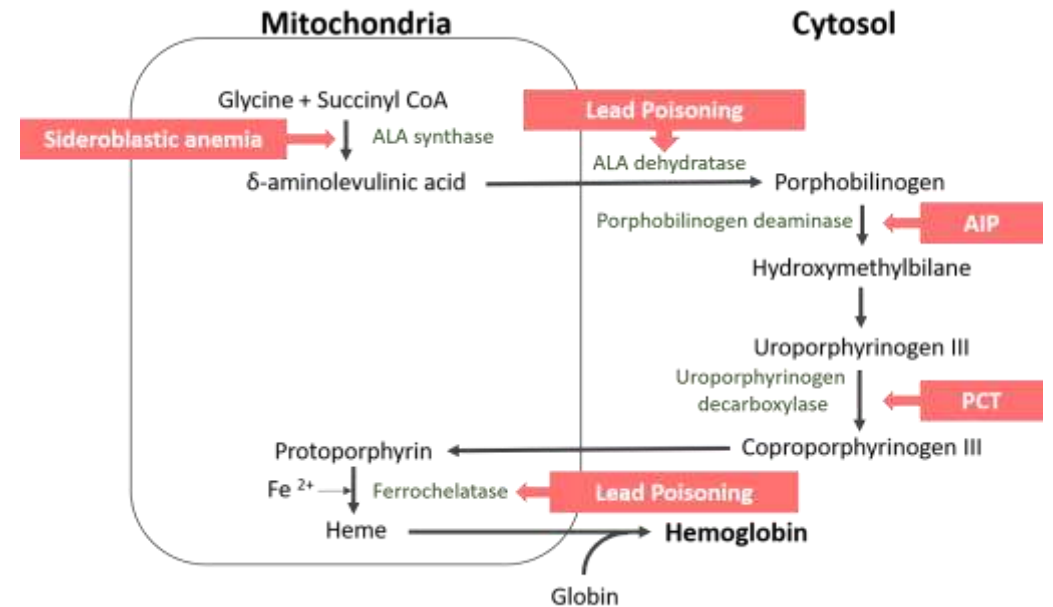 Mitochondria
Cytosol
Glycine + Succinyl CoA
Lead Poisoning
Sideroblastic anemia
ALA synthase
ALA dehydratase
δ-aminolevulinic acid
Porphobilinogen
Porphobilinogen deaminase
AIP
Hydroxymethylbilane
Uroporphyrinogen III
Uroporphyrinogen
decarboxylase
PCT
Protoporphyrin
Coproporphyrinogen III
Fe 2+
Ferrochelatase
Lead Poisoning
Heme
Hemoglobin
Globin